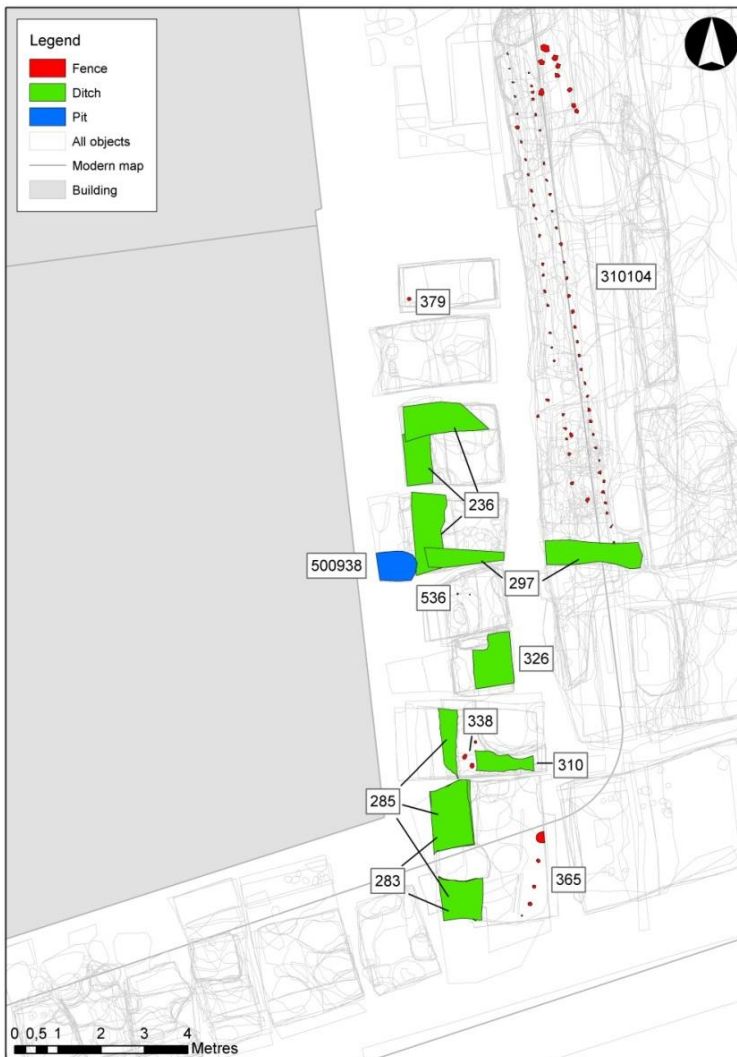 Legend
Fence
Ditch
Pit
All objects
Modern map
Building
310104
379
236
500938
297
536
326
338
310
285
283
365
0 0,5 1 2 3 4
Metres